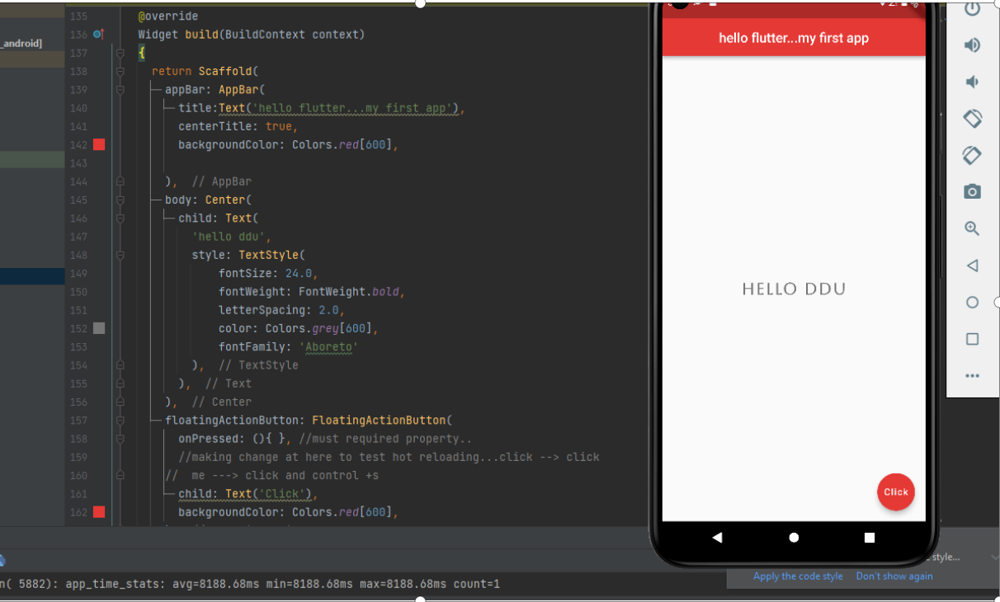 135 @override
136 Widget build(BuildContext context)
_android]
137 {
138 return Scaffold(
139 appBar: AppBar(
140 title:Text('hello flutter...my first app'),
141 centerTitle: true,
142 backgroundColor: Colors.red[600],
143
144 ), // AppBar
145 body: Center(
146 child: Text(
147 'hello ddu',
148 style: TextStyle(
149 fontSize: 24.0,
150 fontWeight: FontWeight.bold,
151 letterSpacing: 2.0,
152 color: Colors.grey[600],
153 fontFamily: 'Aboreto'
154 ), // TextStyle
155 ), // Text
156 ), // Center
157 floatingActionButton: FloatingActionButton(
158 onPressed: (){ }, //must required property..
159 //making change at here to test hot reloading...click --> click
160 // me ---> click and control +s
161 child: Text('Click'),
162 backgroundColor: Colors.red[600],
hello flutter...my first app
HELLO DDU
Click
style...
Apply the code style Don't show again
n( 5882): app_time_stats: avg=8188.68ms min=8188.68ms max=8188.68ms count=1